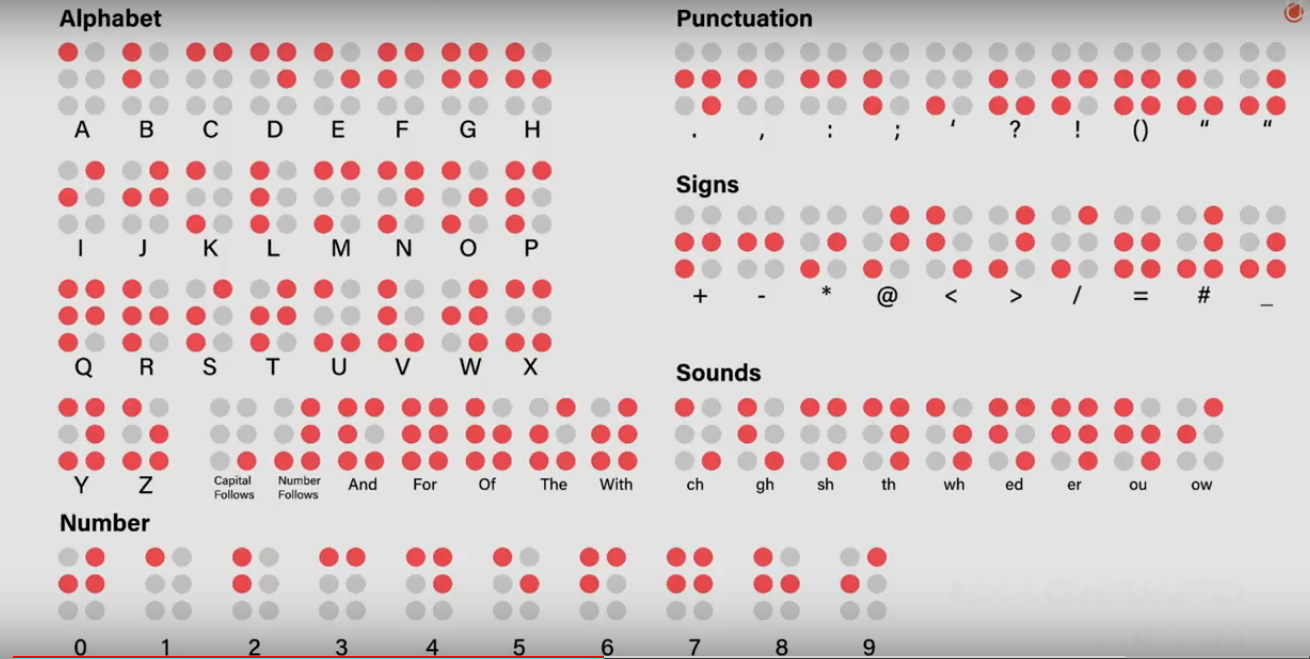 Alphabet
A B C D E F G H
I J K L M N O P
Q R S T U V W X
Y Z Capital Follows Number Follows And For Of The With
Number
0 1 2 3 4 5 6 7 8 9
Punctuation
. , : ; ‘ ? ! () “ “
Signs
+ - * @ < > / = # _
Sounds
ch gh sh th wh ed er ou ow